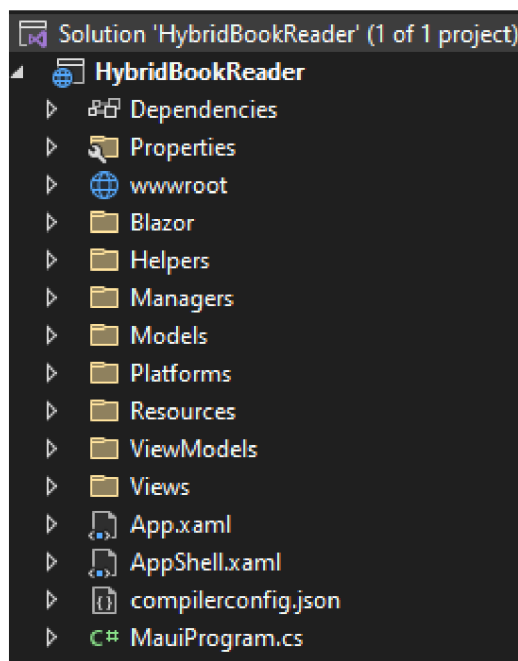 Solution 'HybridBookReader' (1 of 1 project)
HybridBookReader
Dependencies
Properties
wwwroot
Blazor
Helpers
Managers
Models
Platforms
Resources
ViewModels
Views
App.xaml
AppShell.xaml
compilerconfig.json
C# MauiProgram.cs